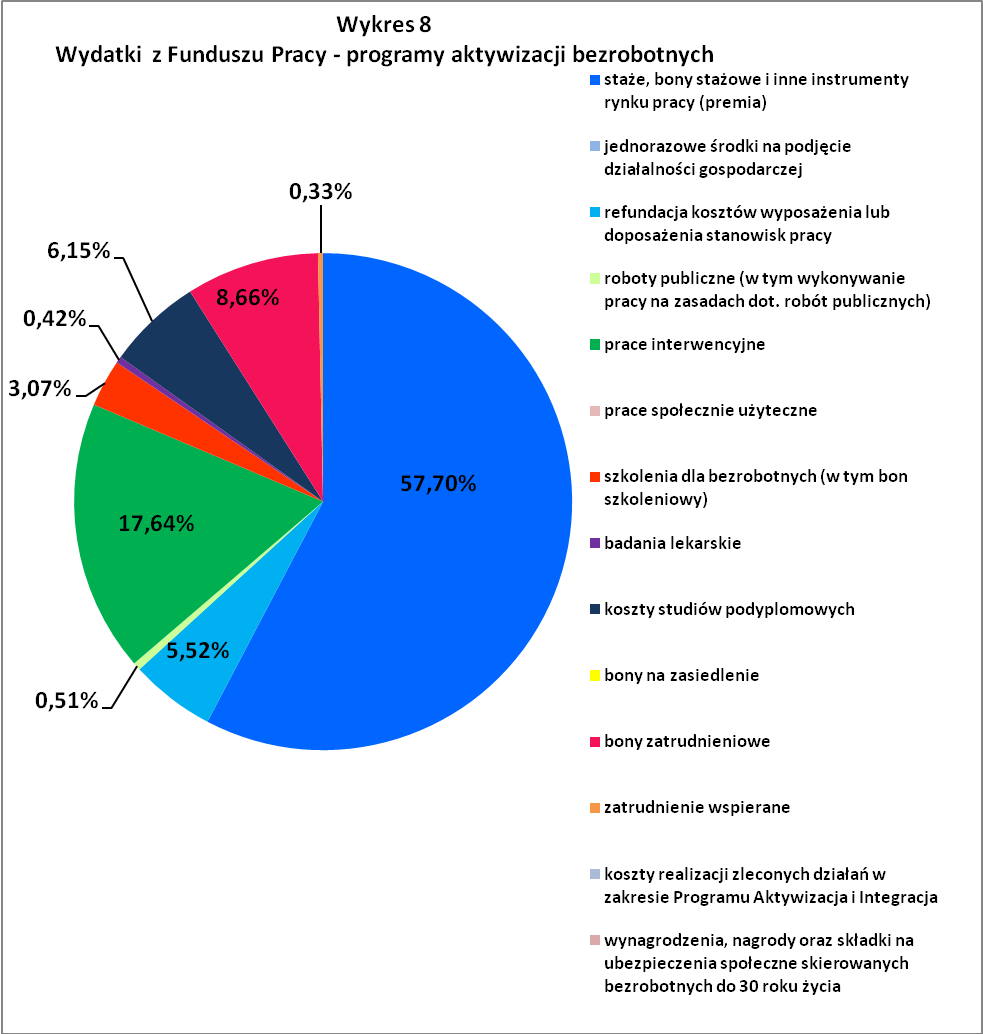 Wykres 8
Wydatki z Funduszu Pracy - programy aktywizacji bezrobotnych
staże, bony stażowe i inne instrumenty
rynku pracy (premia)
jednorazowe środki na podjęcie
działalności gospodarczej
refundacja kosztów wyposażenia lub
doposażenia stanowisk pracy
roboty publiczne (w tym wykonywanie
pracy na zasadach dot. robót publicznych)
prace interwencyjne
prace społecznie użyteczne
szkolenia dla bezrobotnych (w tym bon
szkoleniowy)
badania lekarskie
koszty studiów podyplomowych
bony na zasiedlenie
bony zatrudnieniowe
zatrudnienie wspierane
koszty realizacji zleconych działań w
zakresie Programu Aktywizacja i Integracja
wynagrodzenia, nagrody oraz składki na
ubezpieczenia społeczne skierowanych
bezrobotnych do 30 roku życia
0,33%
6,15%
8,66%
0,42%
3,07%
57,70%
17,64%
5,52%
0,51%